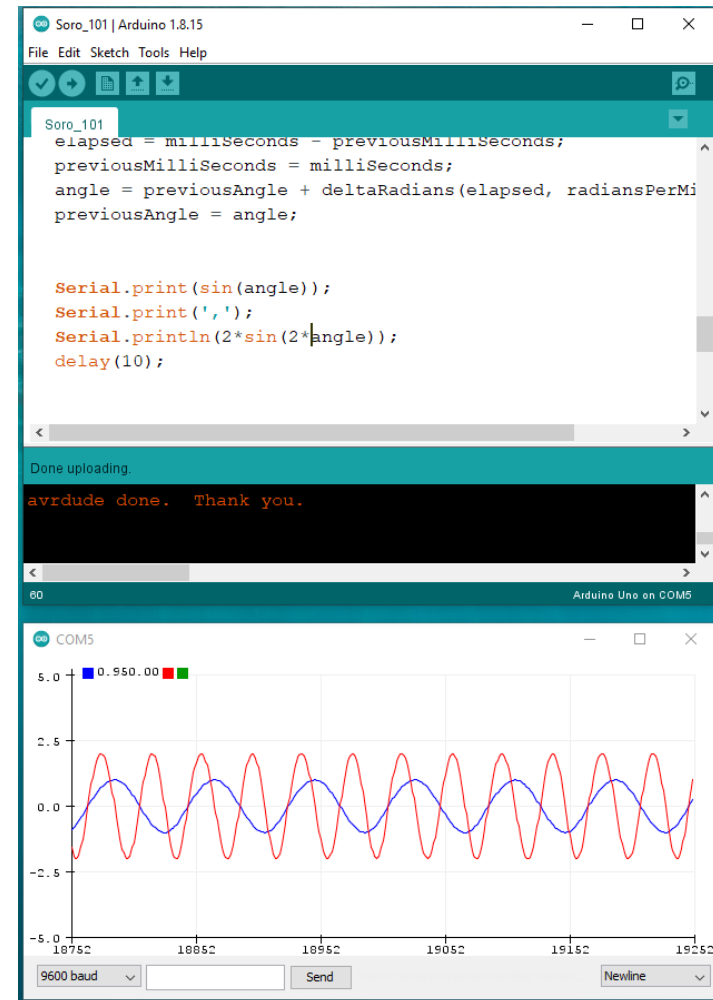 Soro_101 | Arduino 1.8.15
File Edit Sketch Tools Help
Soro_101
elapsed = milliSeconds - previousMilliSeconds;
previousMilliSeconds = milliSeconds;
angle = previousAngle + deltaRadians(elapsed, radiansPerMi
previousAngle = angle;
Serial.print(sin(angle));
Serial.print(',');
Serial.println(2*sin(2*angle));
delay(10);
Done uploading.
avrdude done.  Thank you.
60 Arduino Uno on COM5
COM5
5.0 0.950.00
2.5
0.0
-2.5
-5.0
18752 18852 18952 19052 19152 19252
9600 baud Send Newline